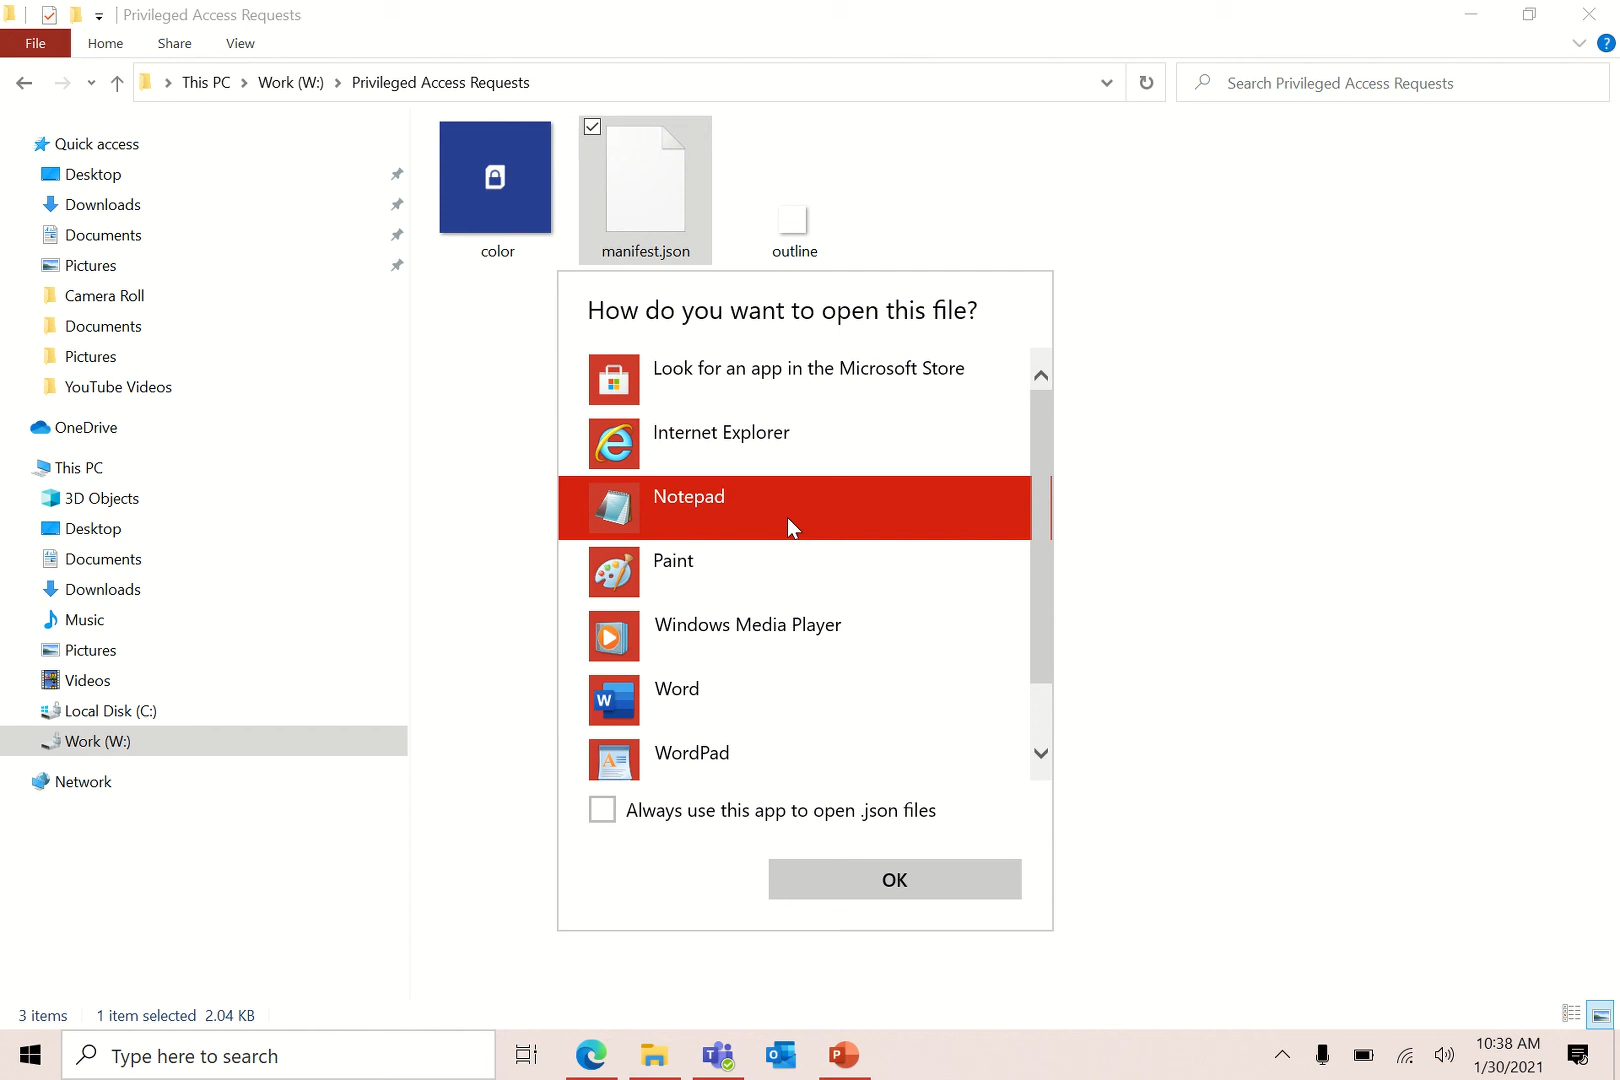 Privileged Access Requests
File
Home
Share
View
?
This PC
Work (W:)
Privileged Access Requests
Search Privileged Access Requests
Quick access
Desktop
Downloads
Documents
Pictures
Camera Roll
Documents
Pictures
YouTube Videos
OneDrive
This PC
3D Objects
Desktop
Documents
Downloads
Music
Pictures
Videos
Local Disk (C:)
Work (W:)
Network
color
manifest.json
outline
How do you want to open this file?
Look for an app in the Microsoft Store
Internet Explorer
Notepad
Paint
Windows Media Player
W
Word
A
WordPad
Always use this app to open .json files
OK
3 items
1 item selected 2.04 KB
Type here to search
T
O
P
10:38 AM
1/30/2021